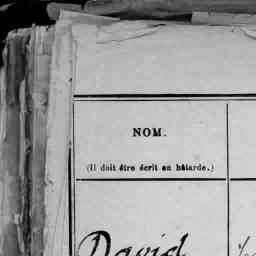 NOM.
(Il doit être écrit en bâtarde.)
David